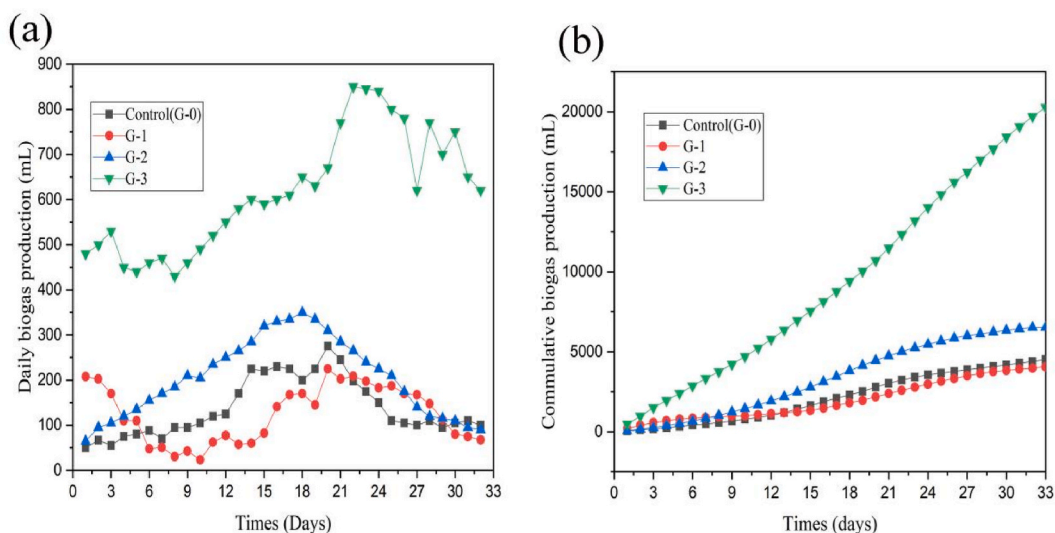 (a)
900
800
700
600
500
400
300
200
100
0
Daily biogas production (mL)
Control(G-0)
G-1
G-2
G-3
0 3 6 9 12 15 18 21 24 27 30 33
Times (Days)
(b)
20000
15000
10000
5000
0
Commulative biogas production (mL)
Control(G-0)
G-1
G-2
G-3
0 3 6 9 12 15 18 21 24 27 30 33
Times (days)